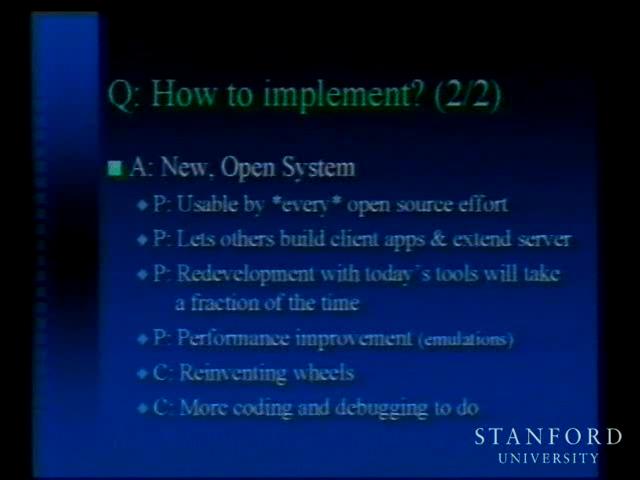 Q: How to implement? (2/2)
A: New, Open System
P: Usable by *every* open source effort
P: Lets others build client apps & extend server
P: Redevelopment with today's tools will take
a fraction of the time
P: Performance improvement (emulations)
C: Reinventing wheels
C: More coding and debugging to do
STANFORD
UNIVERSITY